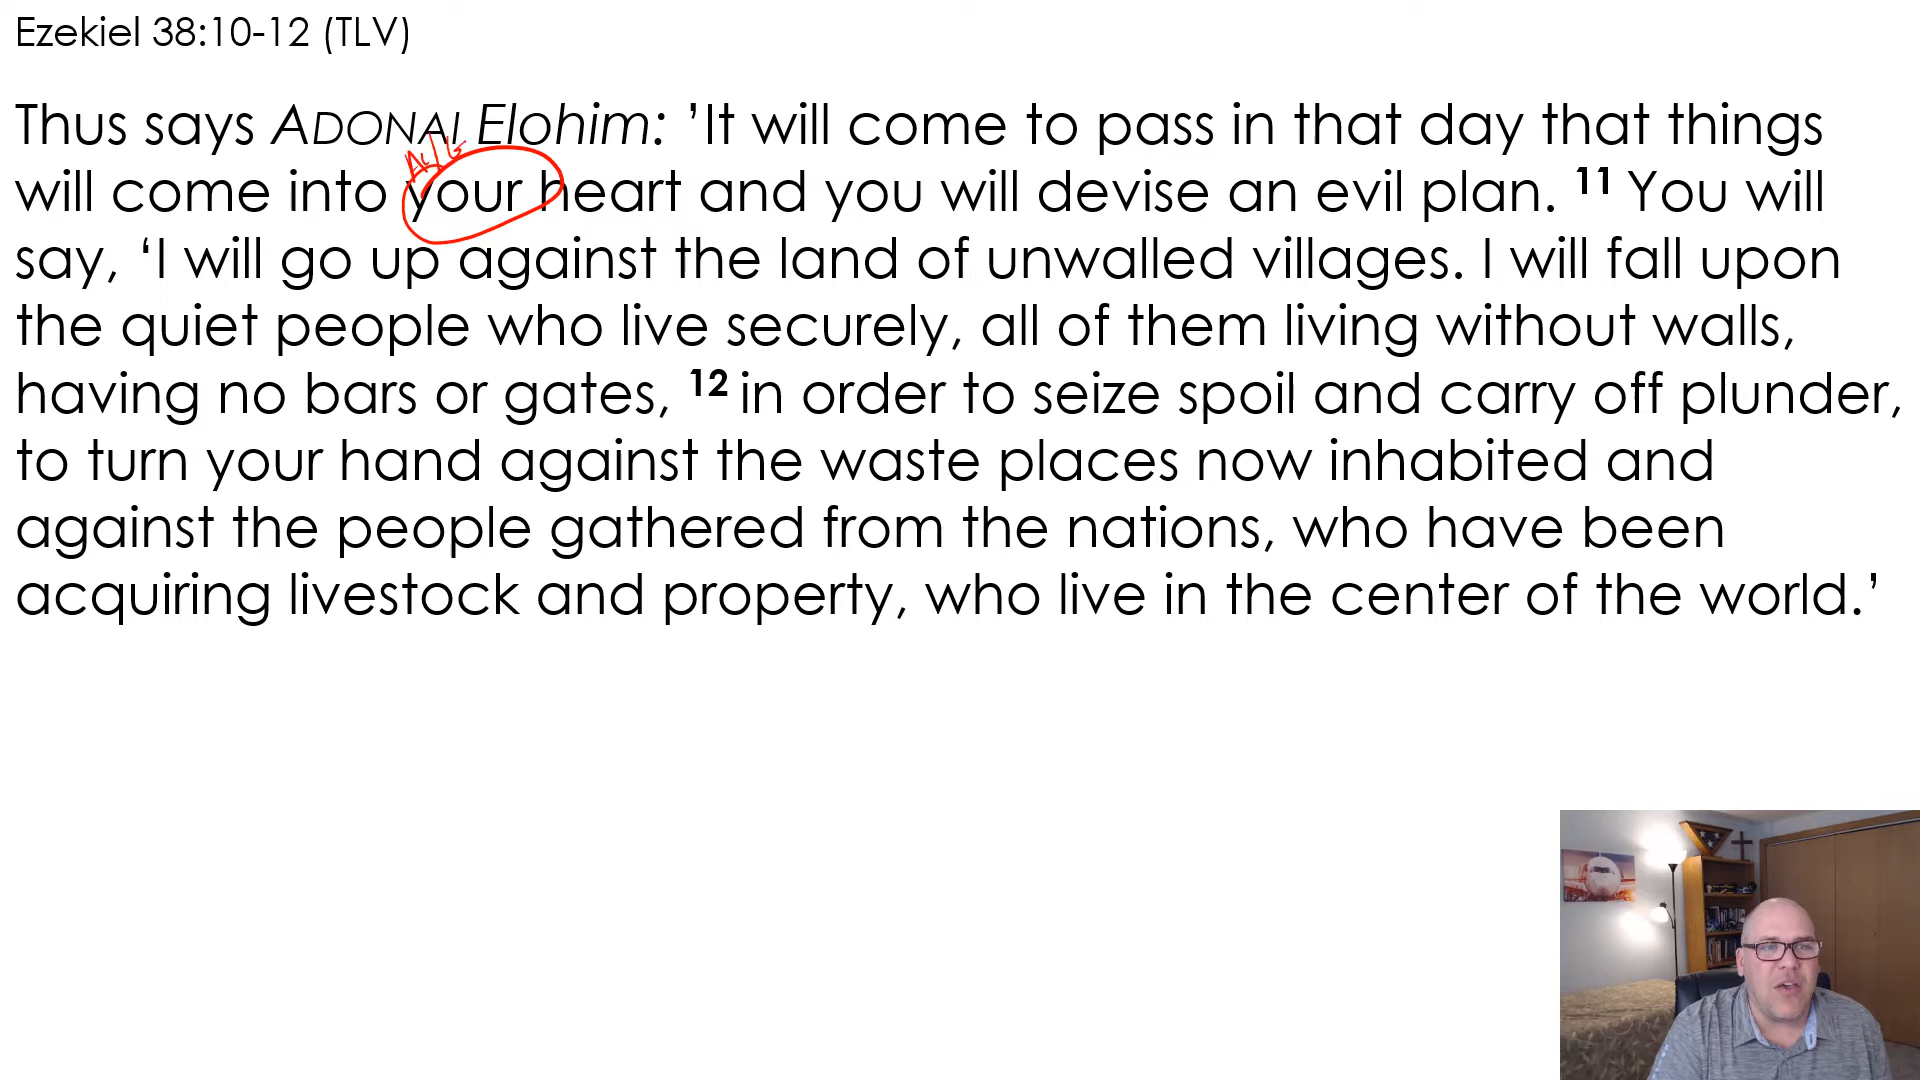 Ezekiel 38:10-12 (TLV)
Thus says ADONAI Elohim: ’It will come to pass in that day that things
will come into your heart and you will devise an evil plan. 11 You will
say, ‘I will go up against the land of unwalled villages. I will fall upon
the quiet people who live securely, all of them living without walls,
having no bars or gates, 12 in order to seize spoil and carry off plunder,
to turn your hand against the waste places now inhabited and
against the people gathered from the nations, who have been
acquiring livestock and property, who live in the center of the world.’